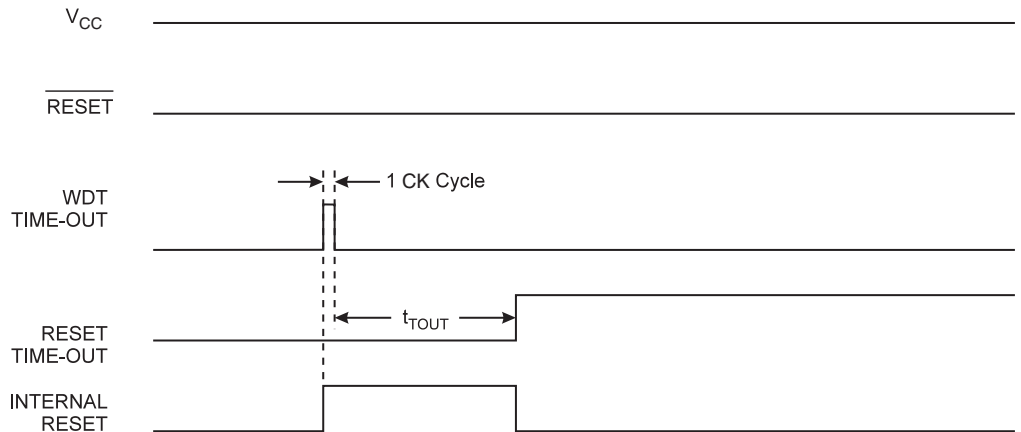 VCC
RESET
1 CK Cycle
WDT
TIME-OUT
tTOUT
RESET
TIME-OUT
INTERNAL
RESET